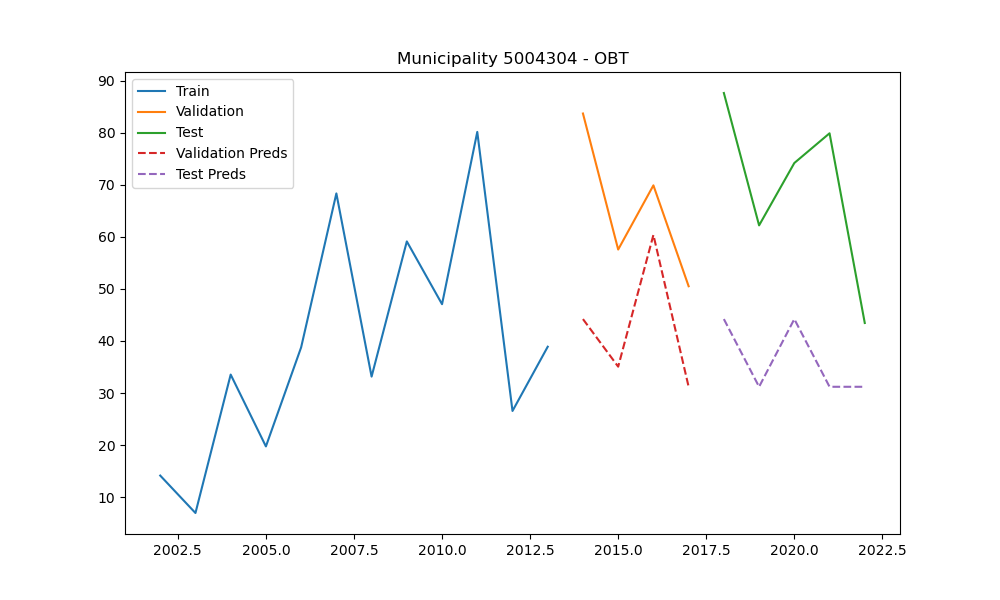 Municipality 5004304 - OBT
Train
Validation
Test
Validation Preds
Test Preds
90
80
70
60
50
40
30
20
10
2002.5 2005.0 2007.5 2010.0 2012.5 2015.0 2017.5 2020.0 2022.5